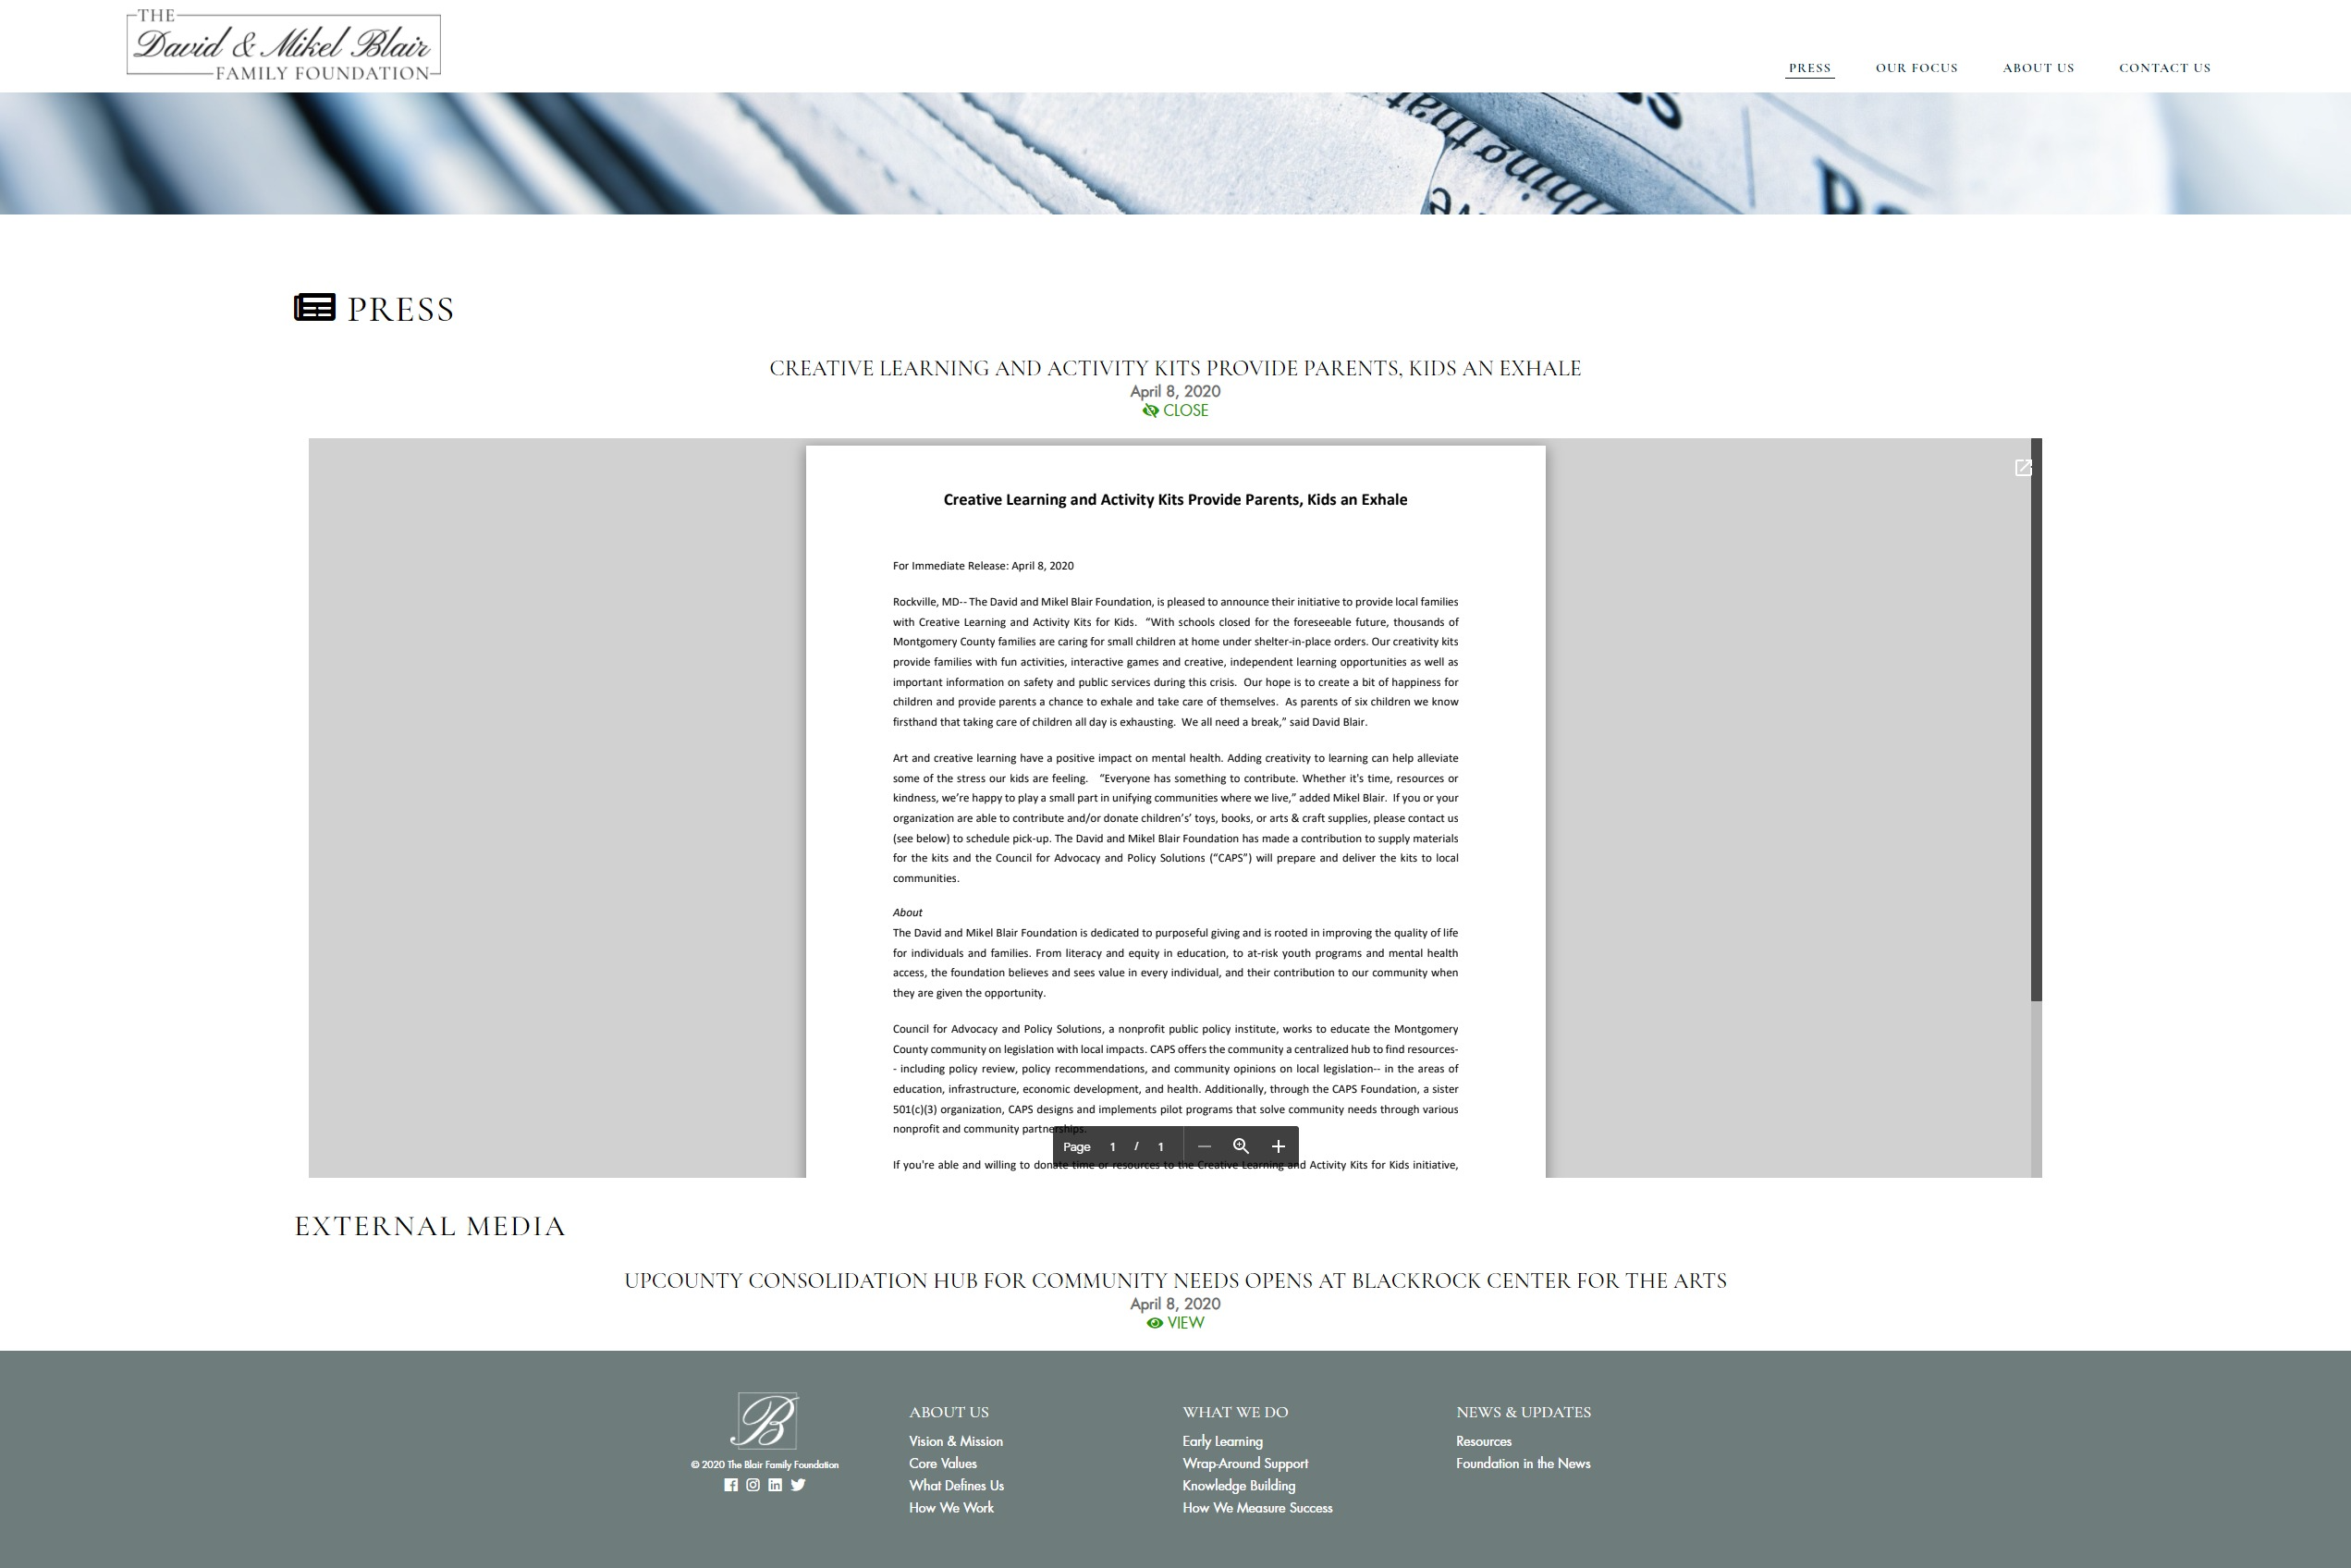 THE
David & Mikel Blair
FAMILY FOUNDATION
PRESS OUR FOCUS ABOUT US CONTACT US
PRESS
CREATIVE LEARNING AND ACTIVITY KITS PROVIDE PARENTS, KIDS AN EXHALE
April 8, 2020
CLOSE
Creative Learning and Activity Kits Provide Parents, Kids an Exhale
For Immediate Release: April 8, 2020
Rockville, MD-- The David and Mikel Blair Foundation, is pleased to announce their initiative to provide local families
with Creative Learning and Activity Kits for Kids. “With schools closed for the foreseeable future, thousands of
Montgomery County families are caring for small children at home under shelter-in-place orders. Our creativity kits
provide families with fun activities, interactive games and creative, independent learning opportunities as well as
important information on safety and public services during this crisis. Our hope is to create a bit of happiness for
children and provide parents a chance to exhale and take care of themselves. As parents of six children we know
firsthand that taking care of children all day is exhausting. We all need a break,” said David Blair.
Art and creative learning have a positive impact on mental health. Adding creativity to learning can help alleviate
some of the stress our kids are feeling. “Everyone has something to contribute. Whether it's time, resources or
kindness, we’re happy to play a small part in unifying communities where we live,” added Mikel Blair. If you or your
organization are able to contribute and/or donate children’s’ toys, books, or arts & craft supplies, please contact us
(see below) to schedule pick-up. The David and Mikel Blair Foundation has made a contribution to supply materials
for the kits and the Council for Advocacy and Policy Solutions (“CAPS”) will prepare and deliver the kits to local
communities.
About
The David and Mikel Blair Foundation is dedicated to purposeful giving and is rooted in improving the quality of life
for individuals and families. From literacy and equity in education, to at-risk youth programs and mental health
access, the foundation believes and sees value in every individual, and their contribution to our community when
they are given the opportunity.
Council for Advocacy and Policy Solutions, a nonprofit public policy institute, works to educate the Montgomery
County community on legislation with local impacts. CAPS offers the community a centralized hub to find resources-
- including policy review, policy recommendations, and community opinions on local legislation-- in the areas of
education, infrastructure, economic development, and health. Additionally, through the CAPS Foundation, a sister
501(c)(3) organization, CAPS designs and implements pilot programs that solve community needs through various
nonprofit and community partnerships.
Page 1 / 1
If you're able and willing to donate time or resources to the Creative Learning and Activity Kits for Kids initiative,
EXTERNAL MEDIA
UPCOUNTY CONSOLIDATION HUB FOR COMMUNITY NEEDS OPENS AT BLACKROCK CENTER FOR THE ARTS
April 8, 2020
VIEW
B
© 2020 The Blair Family Foundation
ABOUT US
Vision & Mission
Core Values
What Defines Us
How We Work
WHAT WE DO
Early Learning
Wrap-Around Support
Knowledge Building
How We Measure Success
NEWS & UPDATES
Resources
Foundation in the News